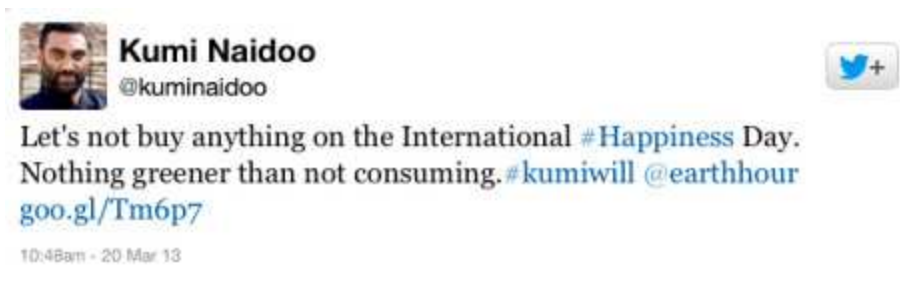 Kumi Naidoo
@kuminaidoo
Let's not buy anything on the International #Happiness Day.
Nothing greener than not consuming.#kumiwill @earthhour
goo.gl/Tm6p7
10:48am - 20 Mar 13